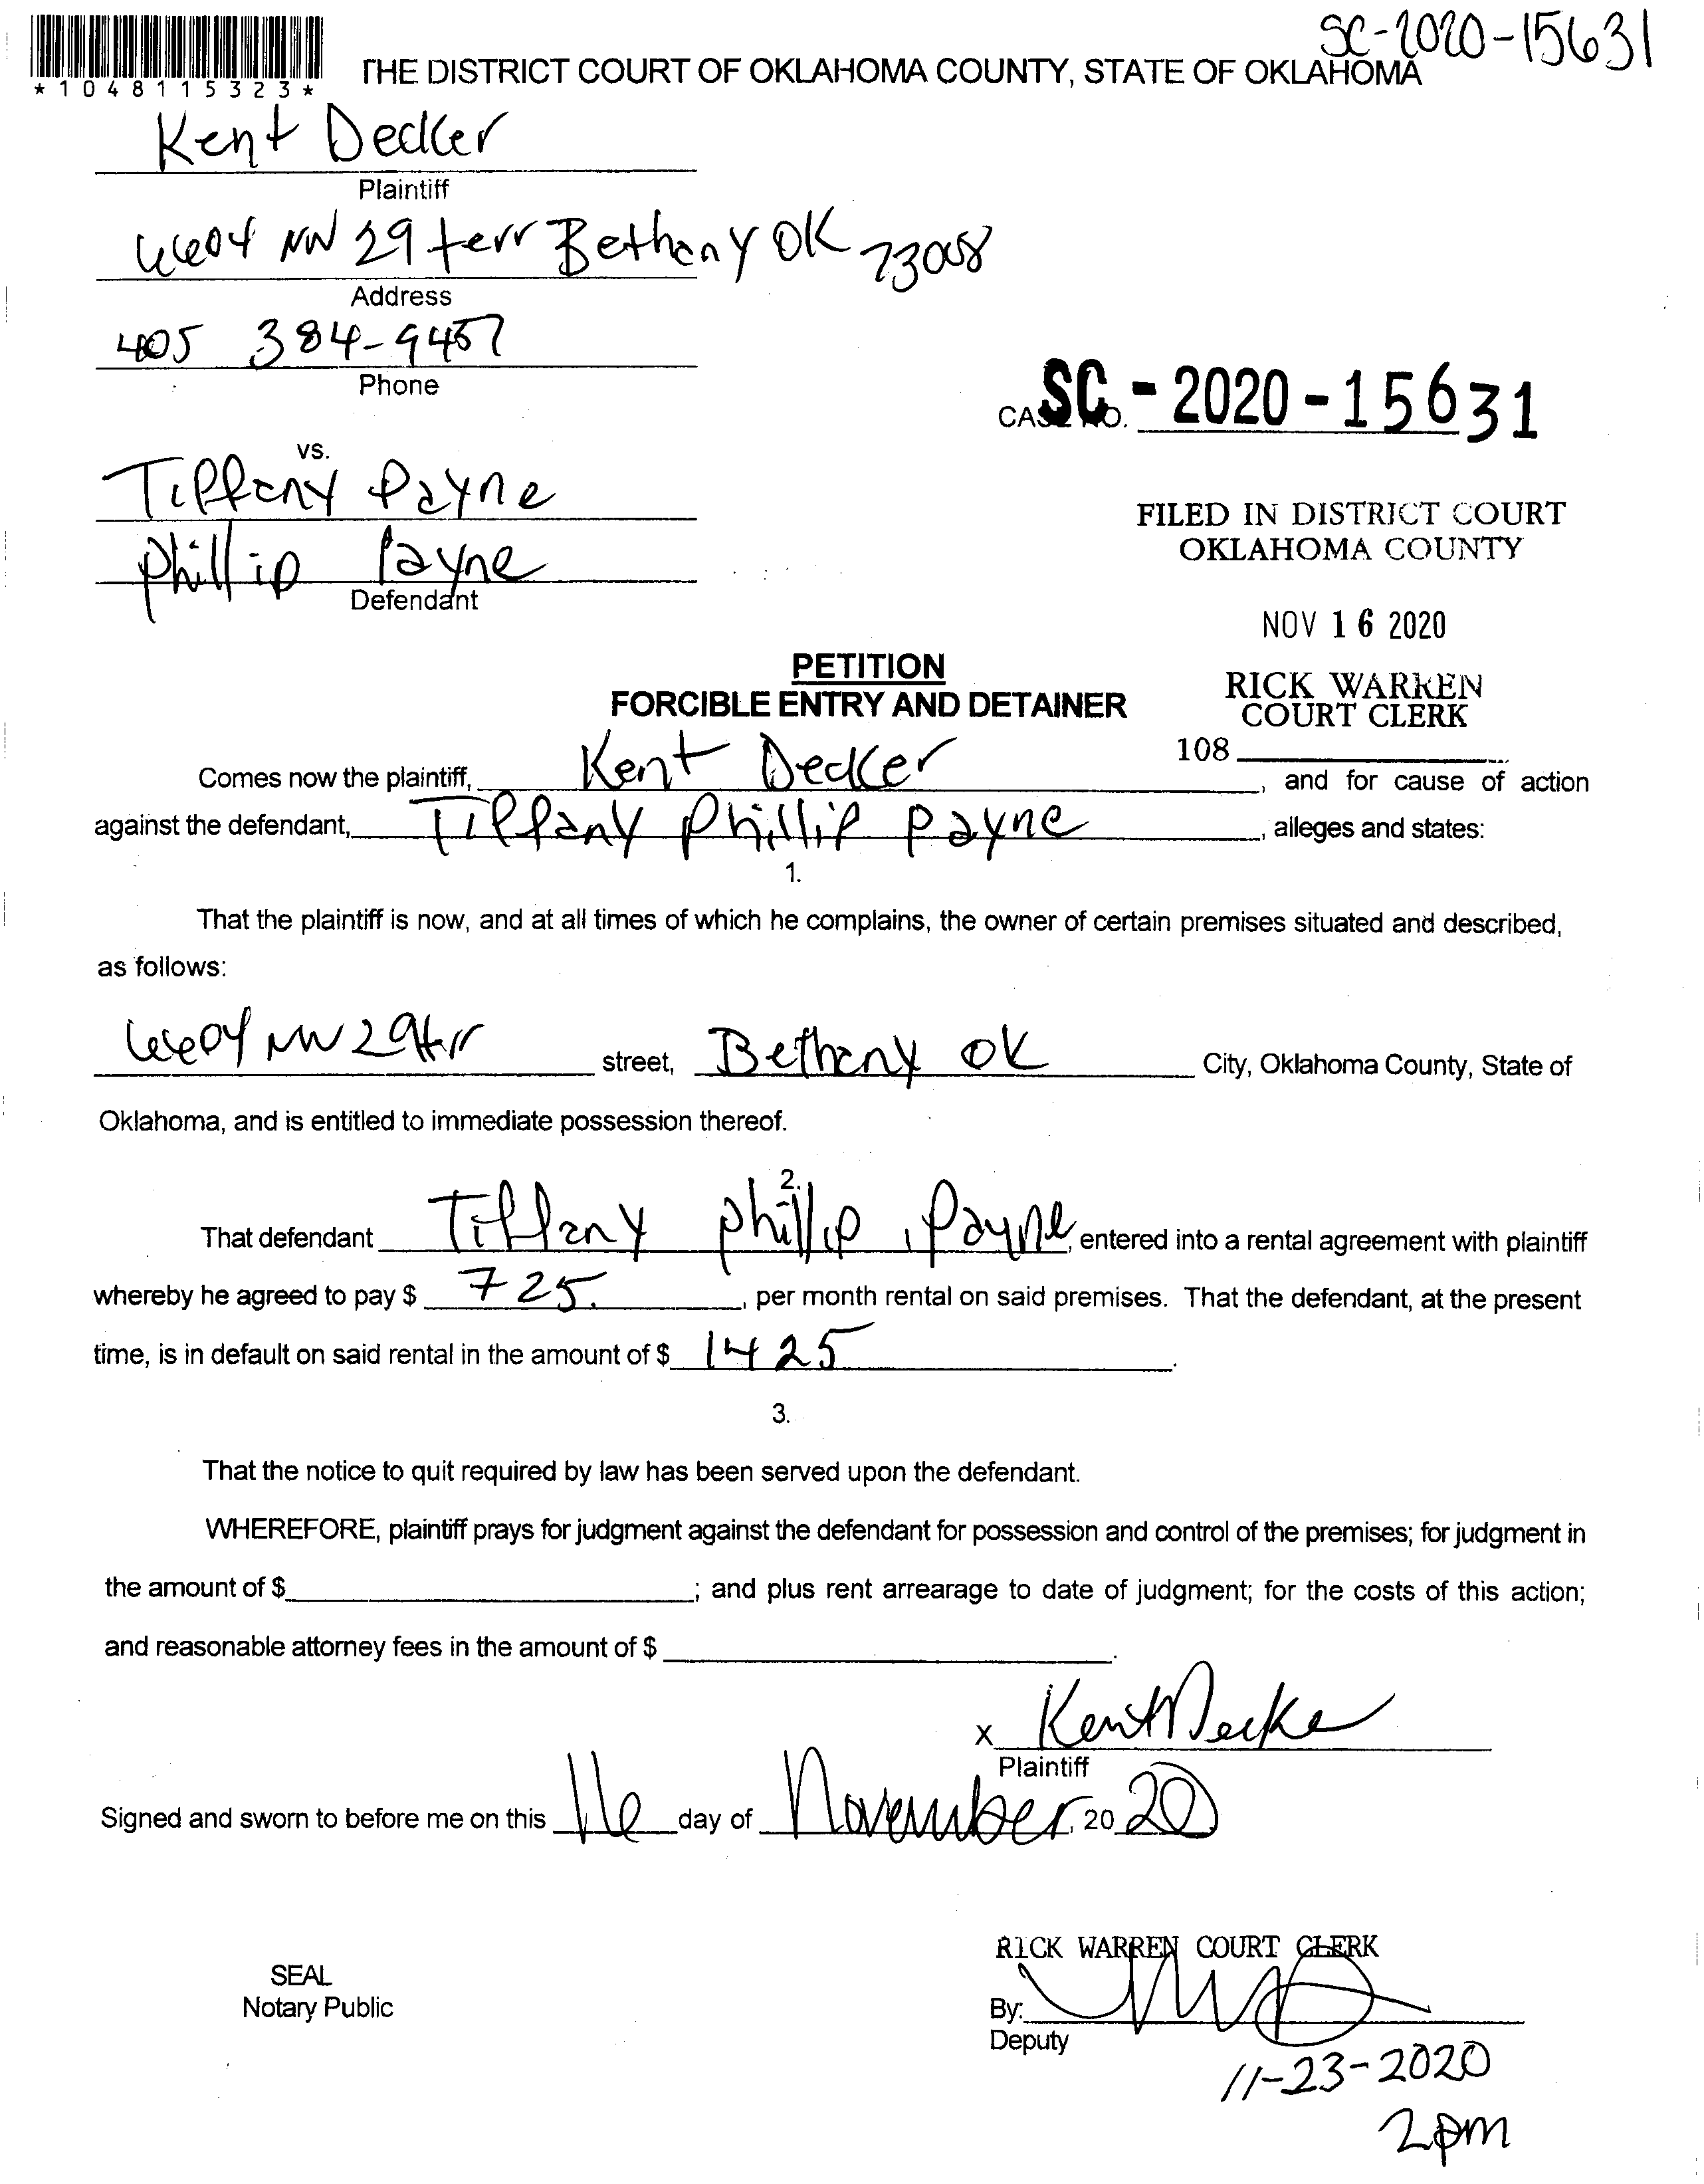 SC-2020-15631
*1048115323*
THE DISTRICT COURT OF OKLAHOMA COUNTY, STATE OF OKLAHOMA
Kent Decker
Plaintiff
6604 NW 29 terr Bethany OK 73008
Address
405 384-9457
Phone
CASE NO. SC-2020-15631
vs.
Tiffany Payne
Phillip Payne
Defendant
FILED IN DISTRICT COURT
OKLAHOMA COUNTY
NOV 16 2020
RICK WARREN
COURT CLERK
108
PETITION
FORCIBLE ENTRY AND DETAINER
Comes now the plaintiff, Kent Decker, and for cause of action
against the defendant, Tiffany Phillip Payne, alleges and states:
1.
That the plaintiff is now, and at all times of which he complains, the owner of certain premises situated and described,
as follows:
6604 NW 29 terr street, Bethany OK City, Oklahoma County, State of
Oklahoma, and is entitled to immediate possession thereof.
2.
That defendant Tiffany Phillip Payne, entered into a rental agreement with plaintiff
whereby he agreed to pay $ 725., per month rental on said premises. That the defendant, at the present
time, is in default on said rental in the amount of $ 1425.
3.
That the notice to quit required by law has been served upon the defendant.
WHEREFORE, plaintiff prays for judgment against the defendant for possession and control of the premises; for judgment in
the amount of $ ; and plus rent arrearage to date of judgment; for the costs of this action;
and reasonable attorney fees in the amount of $ .
X Kent Decker
Plaintiff
Signed and sworn to before me on this 16 day of November, 20 20
RICK WARREN COURT CLERK
SEAL
Notary Public
By:
Deputy
11-23-2020
2pm